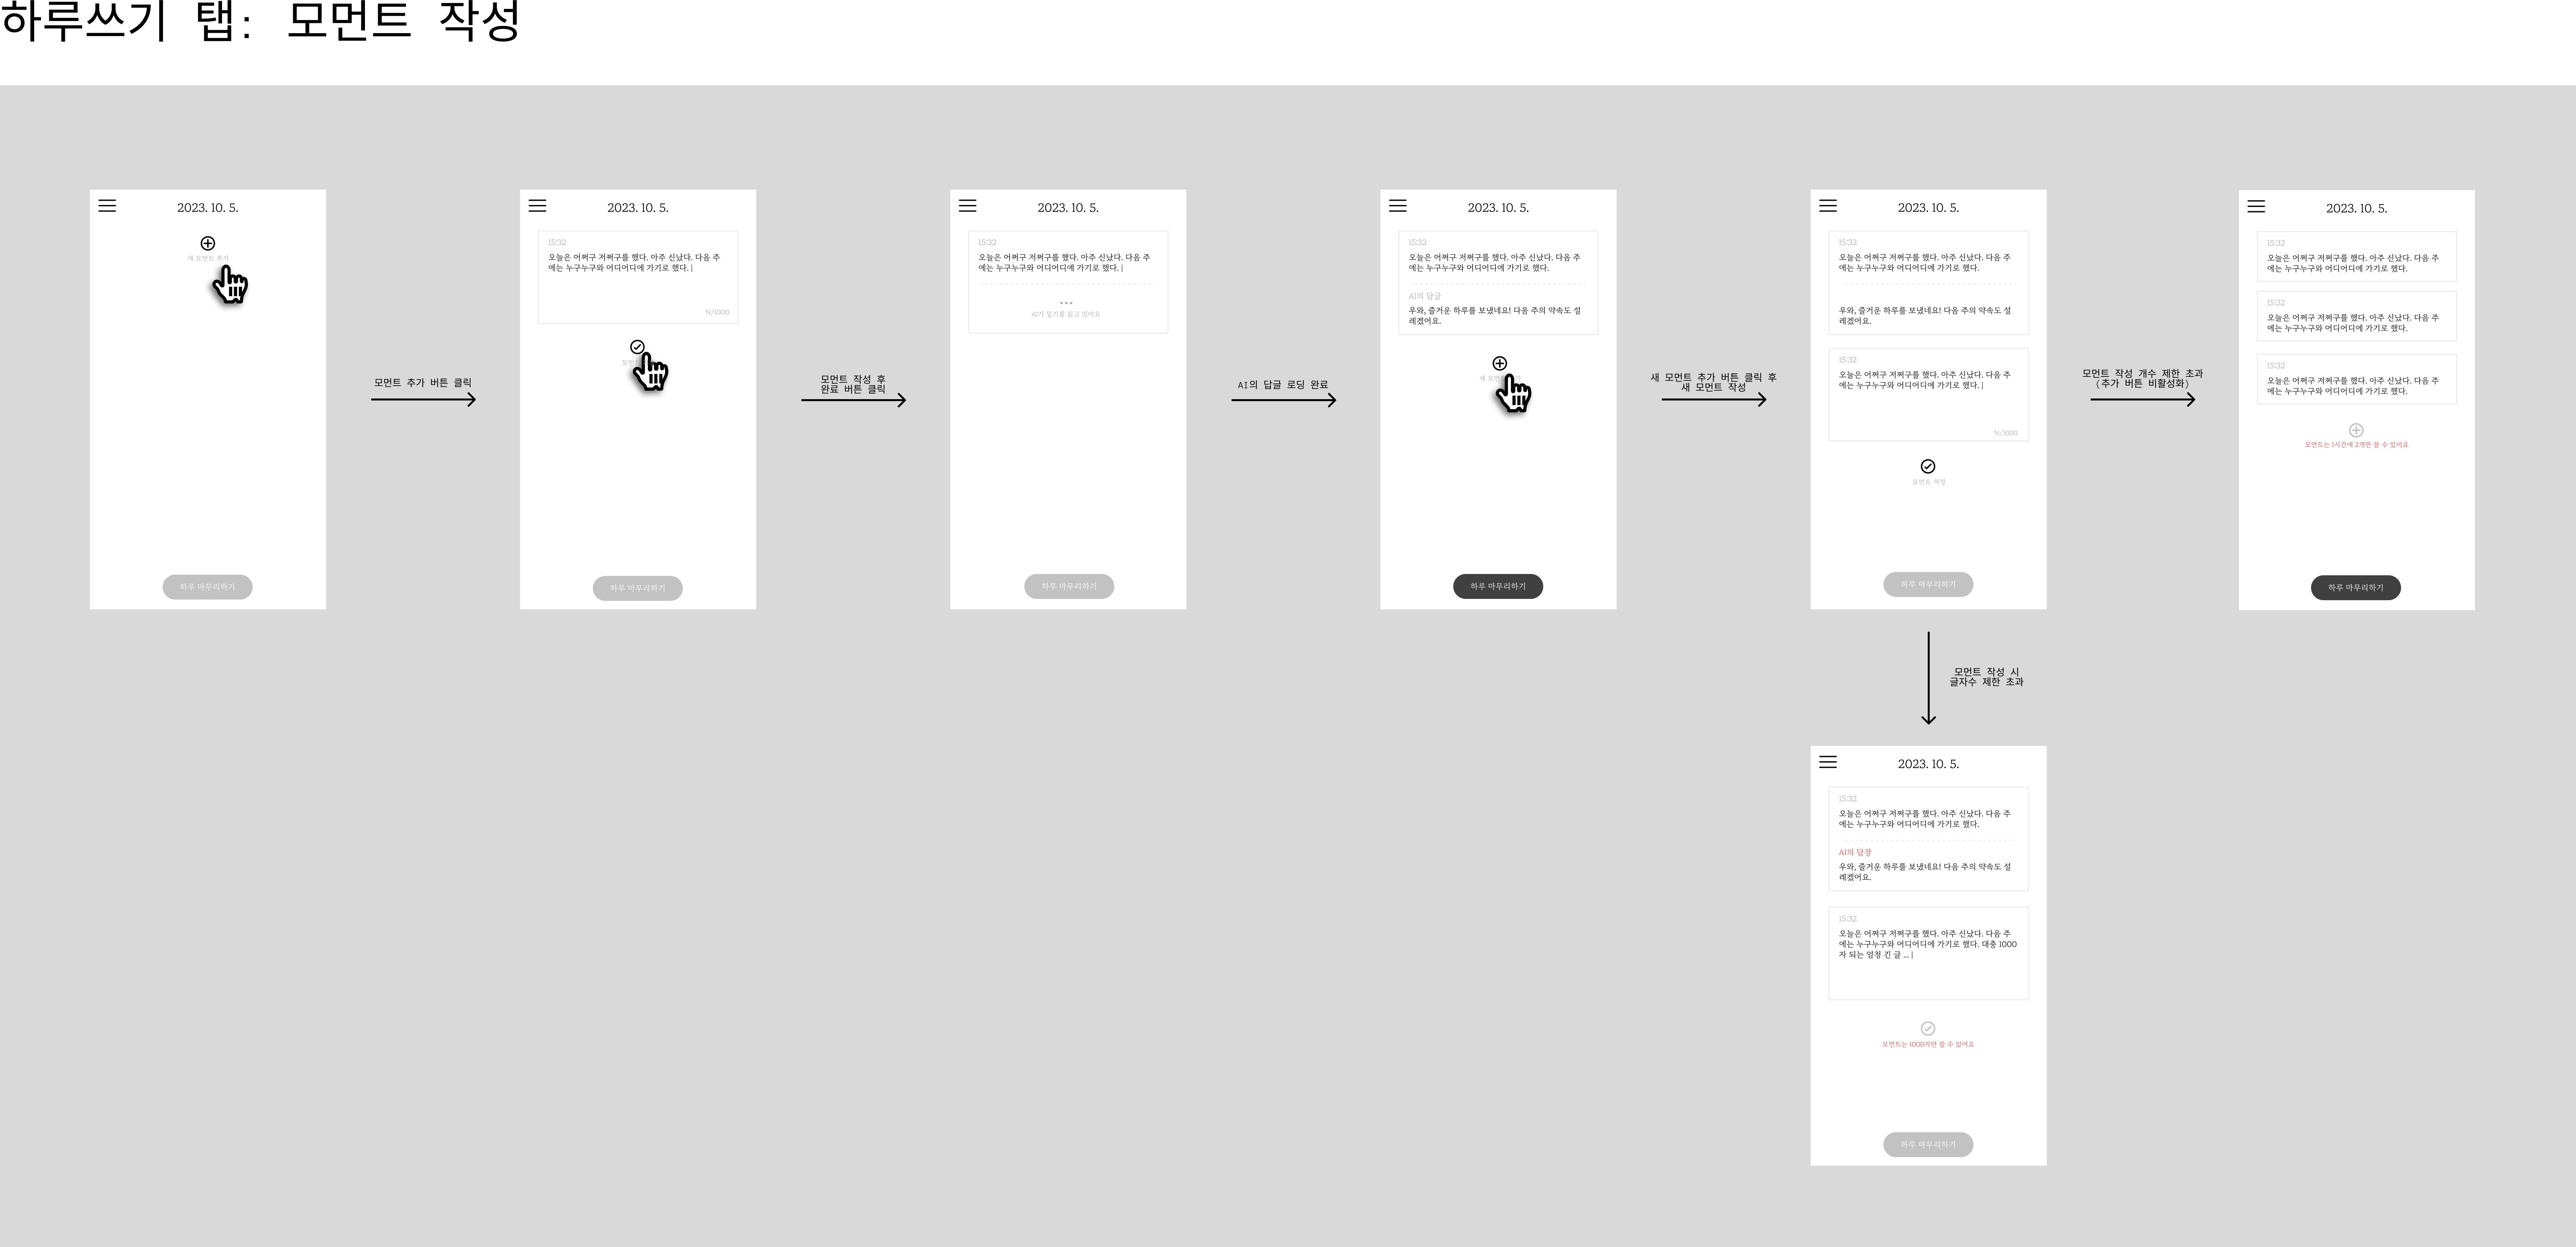 하루쓰기 탭: 모먼트 작성
2023. 10. 5.
새 모먼트 추가
하루 마무리하기
모먼트 추가 버튼 클릭
2023. 10. 5.
15:32
오늘은 어쩌구 저쩌구를 했다. 아주 신났다. 다음 주
에는 누구누구와 어디어디에 가기로 했다. |
N/1000
하루 마무리하기
모먼트 작성 후
완료 버튼 클릭
2023. 10. 5.
15:32
오늘은 어쩌구 저쩌구를 했다. 아주 신났다. 다음 주
에는 누구누구와 어디어디에 가기로 했다. |
AI가 일기를 읽고 있어요
하루 마무리하기
AI의 답글 로딩 완료
2023. 10. 5.
15:32
오늘은 어쩌구 저쩌구를 했다. 아주 신났다. 다음 주
에는 누구누구와 어디어디에 가기로 했다.
AI의 답글
우와, 즐거운 하루를 보냈네요! 다음 주의 약속도 설
레겠어요.
하루 마무리하기
새 모먼트 추가 버튼 클릭 후
새 모먼트 작성
2023. 10. 5.
15:32
오늘은 어쩌구 저쩌구를 했다. 아주 신났다. 다음 주
에는 누구누구와 어디어디에 가기로 했다.
우와, 즐거운 하루를 보냈네요! 다음 주의 약속도 설
레겠어요.
15:32
오늘은 어쩌구 저쩌구를 했다. 아주 신났다. 다음 주
에는 누구누구와 어디어디에 가기로 했다. |
N/1000
모먼트 저장
하루 마무리하기
모먼트 작성 개수 제한 초과
(추가 버튼 비활성화)
2023. 10. 5.
15:32
오늘은 어쩌구 저쩌구를 했다. 아주 신났다. 다음 주
에는 누구누구와 어디어디에 가기로 했다.
15:32
오늘은 어쩌구 저쩌구를 했다. 아주 신났다. 다음 주
에는 누구누구와 어디어디에 가기로 했다.
15:32
오늘은 어쩌구 저쩌구를 했다. 아주 신났다. 다음 주
에는 누구누구와 어디어디에 가기로 했다.
모먼트는 1시간에 2개만 쓸 수 있어요
하루 마무리하기
모먼트 작성 시
글자수 제한 초과
2023. 10. 5.
15:32
오늘은 어쩌구 저쩌구를 했다. 아주 신났다. 다음 주
에는 누구누구와 어디어디에 가기로 했다.
AI의 답장
우와, 즐거운 하루를 보냈네요! 다음 주의 약속도 설
레겠어요.
15:32
오늘은 어쩌구 저쩌구를 했다. 아주 신났다. 다음 주
에는 누구누구와 어디어디에 가기로 했다. 대충 1000
자 되는 엄청 긴 글 ... |
모먼트는 1000자만 쓸 수 있어요
하루 마무리하기